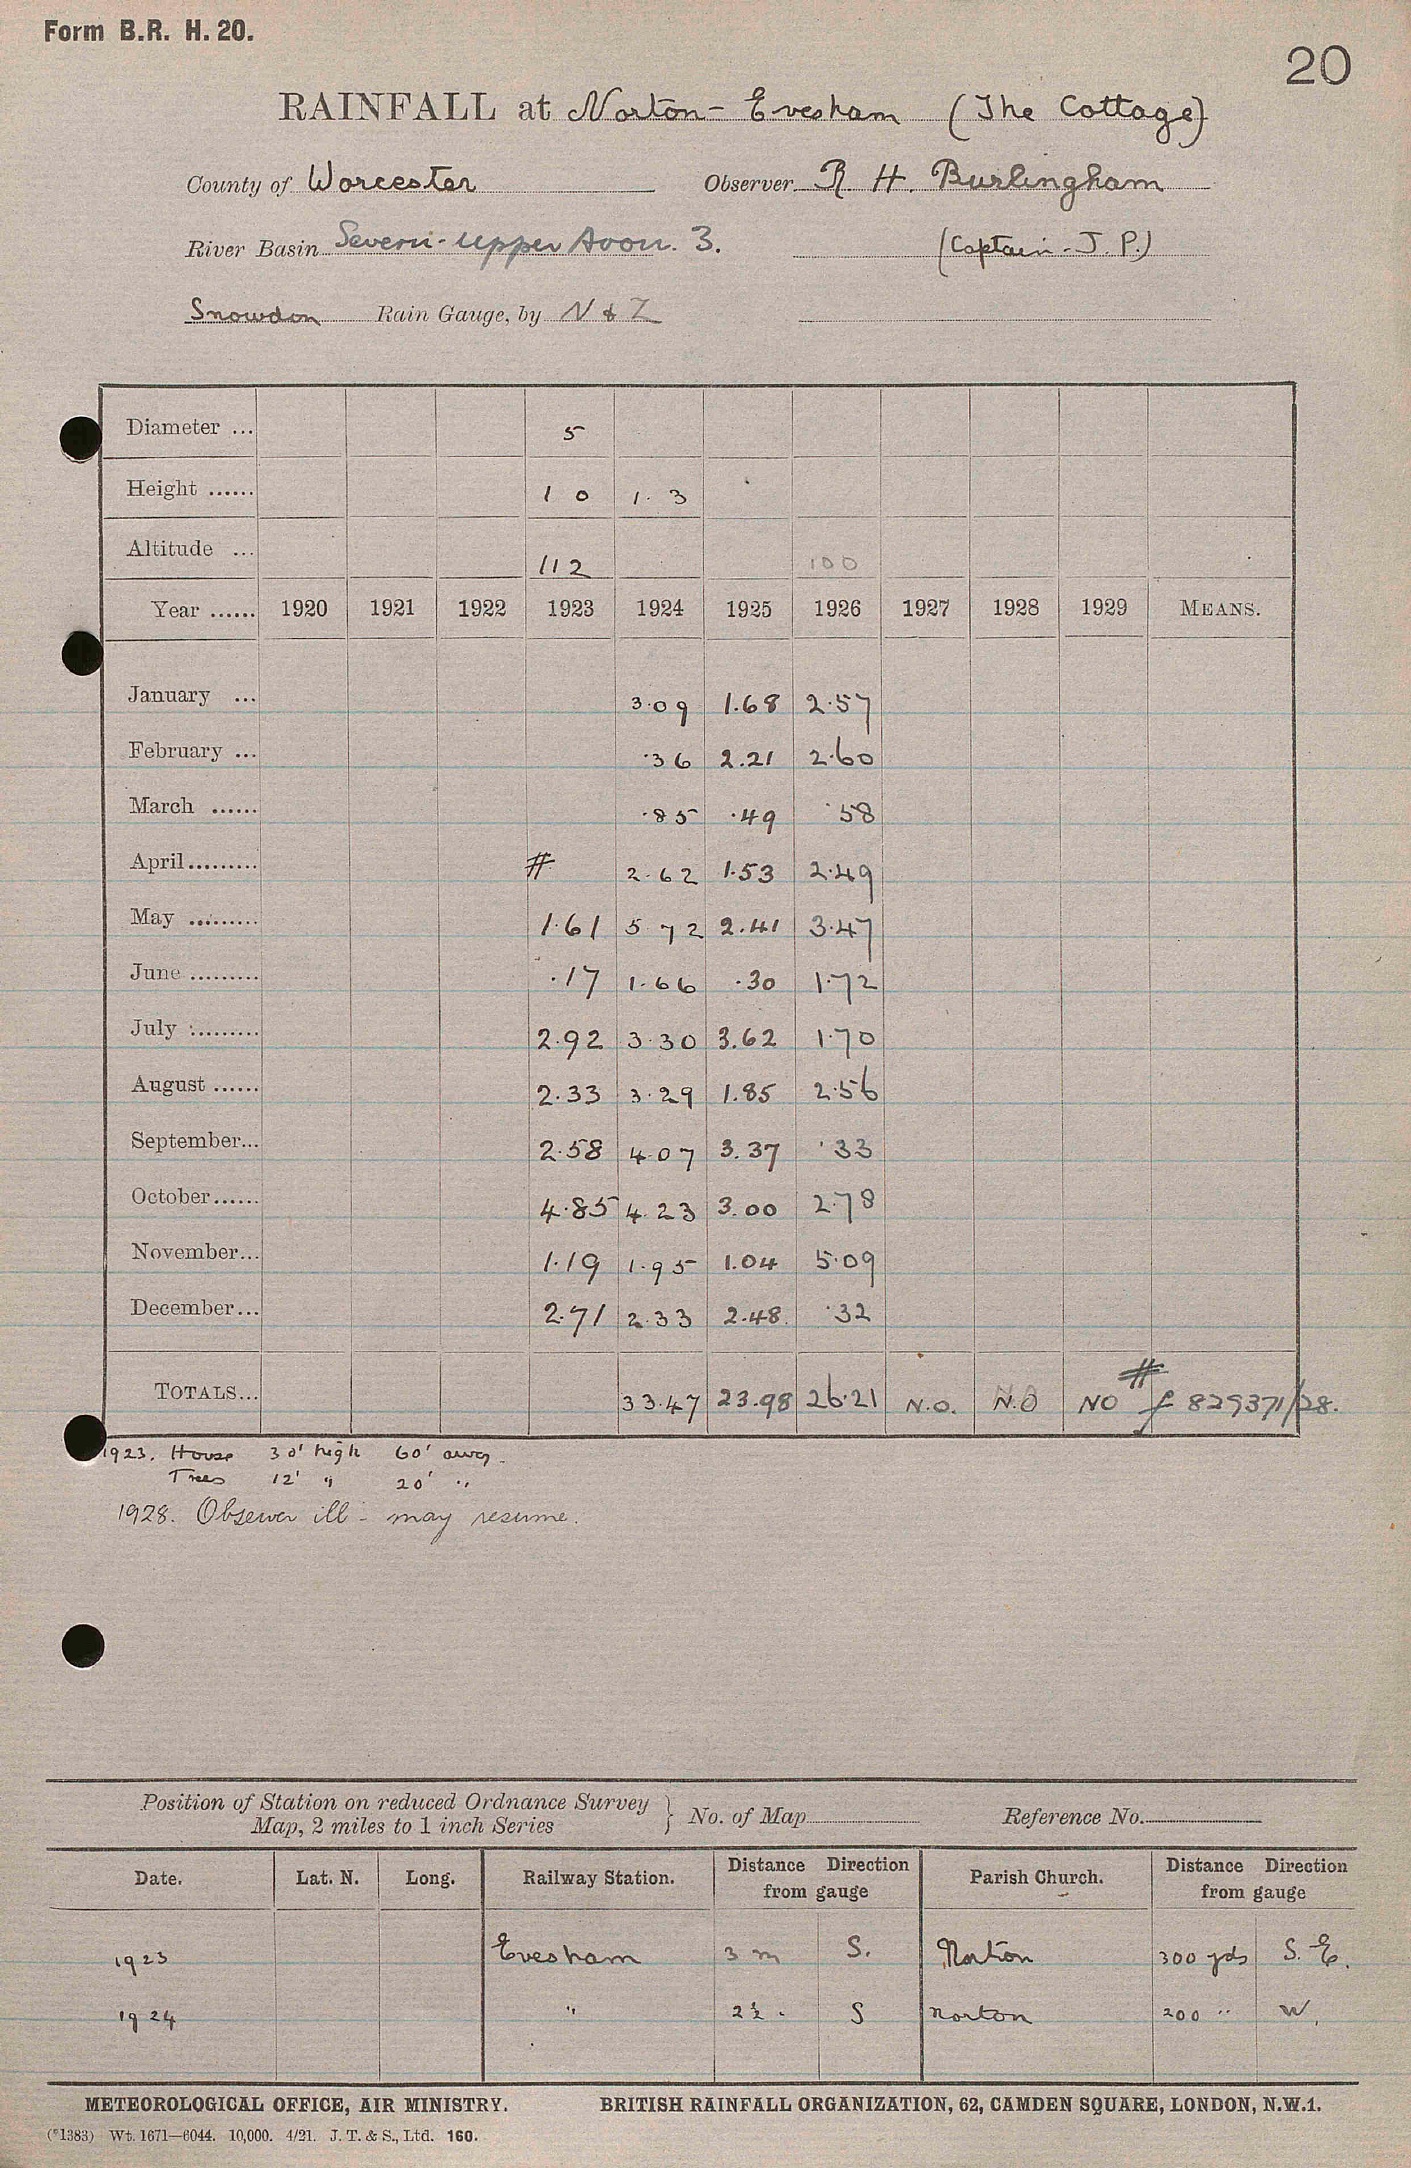 Form B.R. H. 20.
20
RAINFALL at Norton - Evesham (The Cottage)
County of Worcester Observer R. H. Burlingham
River Basin Severn - Upper Avon. 3. (Captain - J. P.)
Snowdon Rain Gauge, by N & Z
Diameter ... 5
Height ...... 1 0 1. 3
Altitude ... 112 100
Year ...... 1920 1921 1922 1923 1924 1925 1926 1927 1928 1929 MEANS.
January ... 3.09 1.68 2.57
February ... .36 2.21 2.60
March ...... .85 .49 .58
April......... # 2.62 1.53 2.49
May ......... 1.61 5 72 2.41 3.47
June ......... .17 1.66 .30 1.72
July ......... 2.92 3.30 3.62 1.70
August ...... 2.33 3.29 1.85 2.56
September... 2.58 4.07 3.37 .33
October...... 4.85 4.23 3.00 2.78
November... 1.19 1.95 1.04 5.09
December... 2.71 2.33 2.48 .32
TOTALS... 33.47 23.98 26.21 N.O. N.O NO # f 829371/28.
1923. House 30' high 60' away.
Trees 12' " 20' "
1928. Observer ill - may resume.
Position of Station on reduced Ordnance Survey
Map, 2 miles to 1 inch Series } No. of Map Reference No.
Date. Lat. N. Long. Railway Station. Distance Direction from gauge Parish Church. Distance Direction from gauge
1923 Evesham 3 m S. Norton 300 yds S. E.
1924 " 2½ . S Norton 200 " W.
METEOROLOGICAL OFFICE, AIR MINISTRY. BRITISH RAINFALL ORGANIZATION, 62, CAMDEN SQUARE, LONDON, N.W.1.
(*1383) Wt. 1671—6044. 10,000. 4/21. J. T. & S., Ltd. 160.